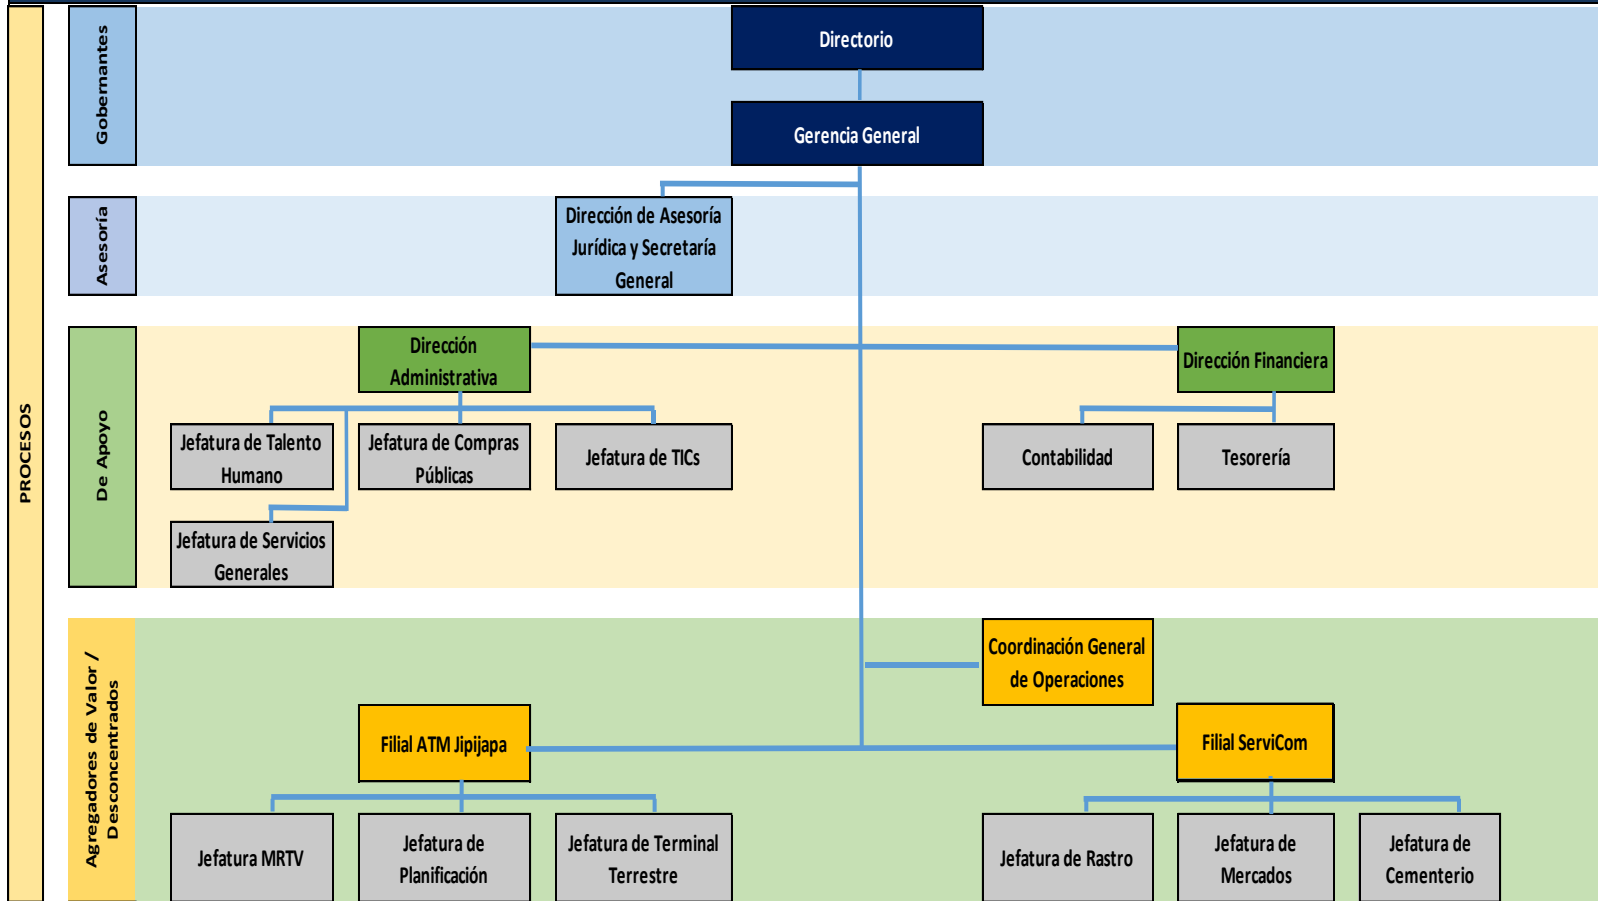 PROCESOS
Gobernantes
Directorio
Gerencia General
Asesoría
Dirección de Asesoría
Jurídica y Secretaría
General
De Apoyo
Dirección
Administrativa
Dirección Financiera
Jefatura de Talento
Humano
Jefatura de Compras
Públicas
Jefatura de TICs
Contabilidad
Tesorería
Jefatura de Servicios
Generales
Agregadores de Valor /
Desconcentrados
Coordinación General
de Operaciones
Filial ATM Jipijapa
Filial ServiCom
Jefatura MRTV
Jefatura de
Planificación
Jefatura de Terminal
Terrestre
Jefatura de Rastro
Jefatura de
Mercados
Jefatura de
Cementerio